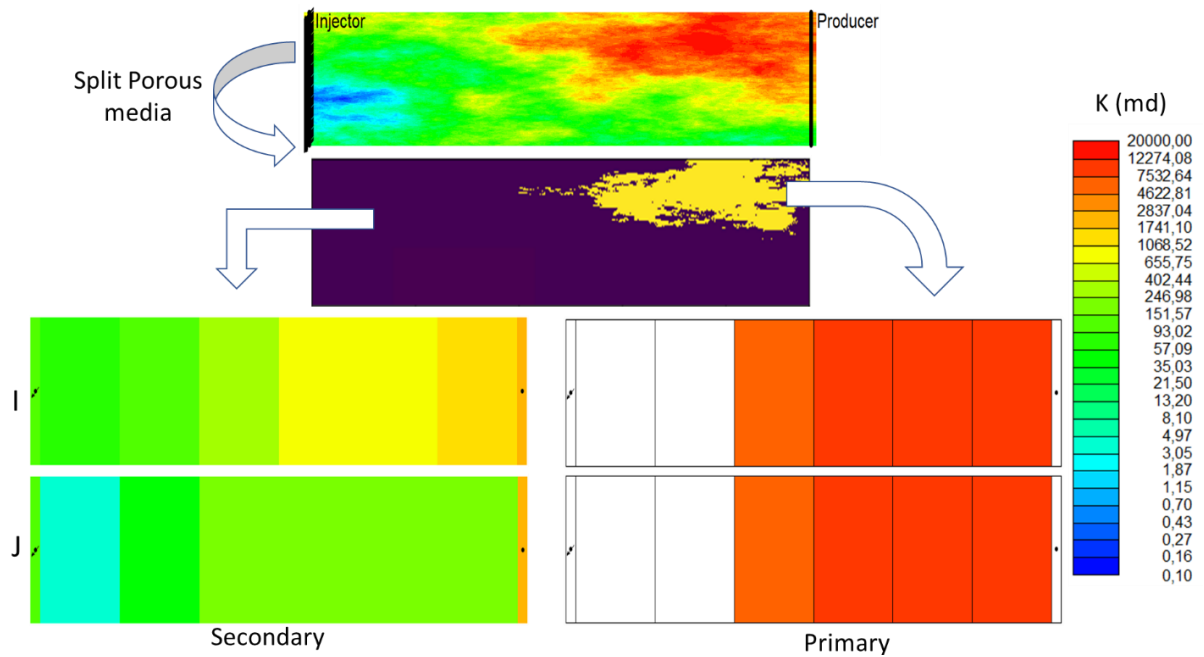 Injector
Producer
Split Porous
media
K (md)
20000,00
12274,08
7532,64
4622,81
2837,04
1741,10
1068,52
655,75
402,44
246,98
151,57
93,02
57,09
35,03
21,50
13,20
8,10
4,97
3,05
1,87
1,15
0,70
0,43
0,27
0,16
0,10
I
J
Secondary
Primary